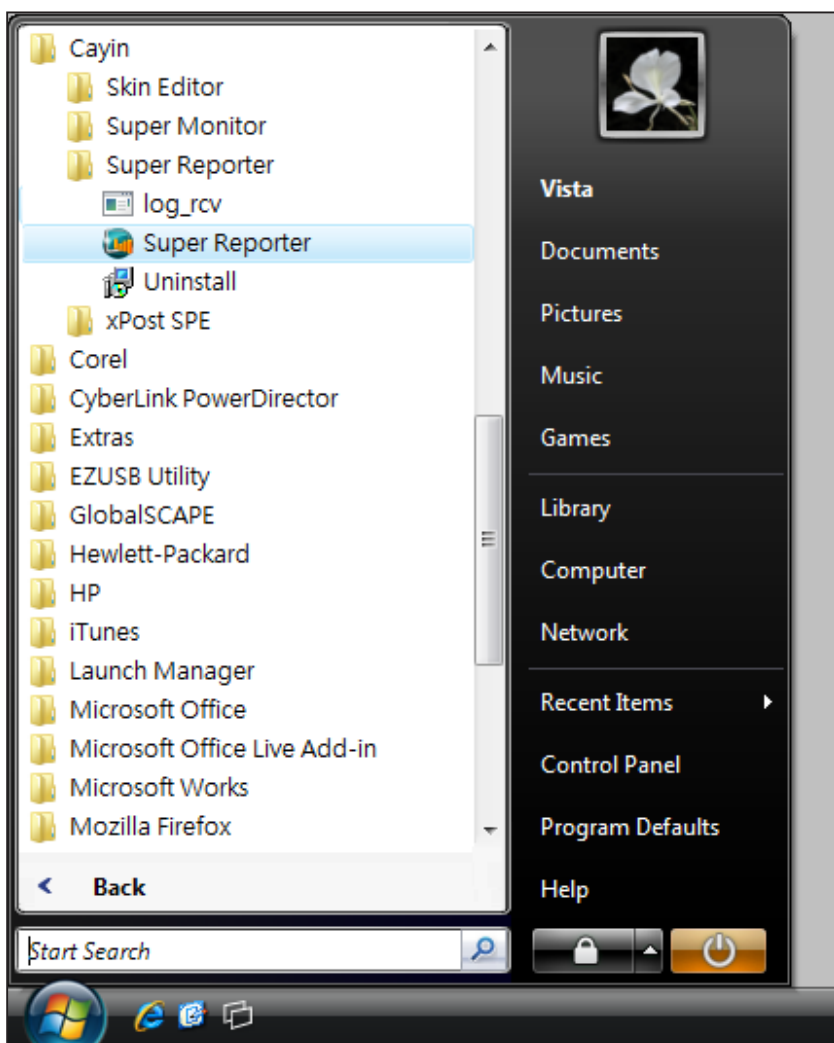 Cayin
Skin Editor
Super Monitor
Super Reporter
log_rcv
Super Reporter
Uninstall
xPost SPE
Corel
CyberLink PowerDirector
Extras
EZUSB Utility
GlobalSCAPE
Hewlett-Packard
HP
iTunes
Launch Manager
Microsoft Office
Microsoft Office Live Add-in
Microsoft Works
Mozilla Firefox
Back
Start Search
Vista
Documents
Pictures
Music
Games
Library
Computer
Network
Recent Items
Control Panel
Program Defaults
Help